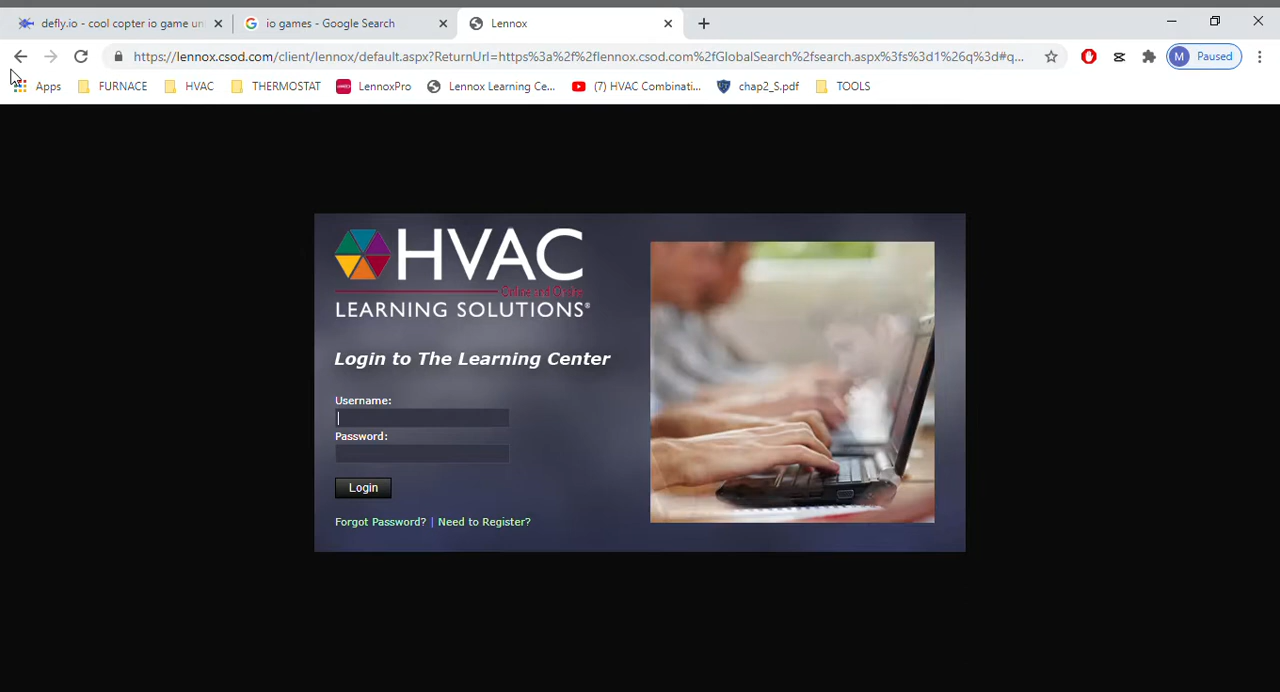 defly.io - cool copter io game un
io games - Google Search
Lennox
https://lennox.csod.com/client/lennox/default.aspx?ReturnUrl=https%3a%2f%2flennox.csod.com%2fGlobalSearch%2fsearch.aspx%3fs%3d1%26q%3d#q...
M Paused
Apps
FURNACE
HVAC
THERMOSTAT
LennoxPro
Lennox Learning Ce...
(7) HVAC Combinati...
chap2_S.pdf
TOOLS
HVAC
Online and Onsite
LEARNING SOLUTIONS®
Login to The Learning Center
Username:
Password:
Login
Forgot Password? | Need to Register?